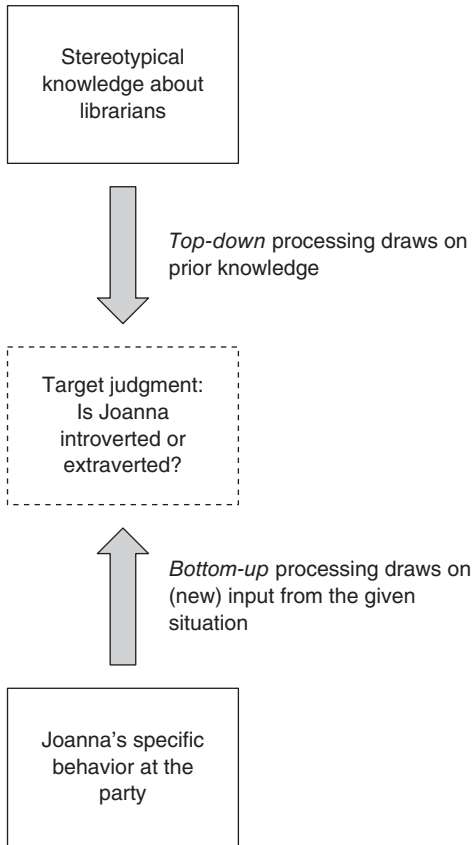 Stereotypical
knowledge about
librarians
Top-down processing draws on
prior knowledge
Target judgment:
Is Joanna
introverted or
extraverted?
Bottom-up processing draws on
(new) input from the given
situation
Joanna’s specific
behavior at the
party